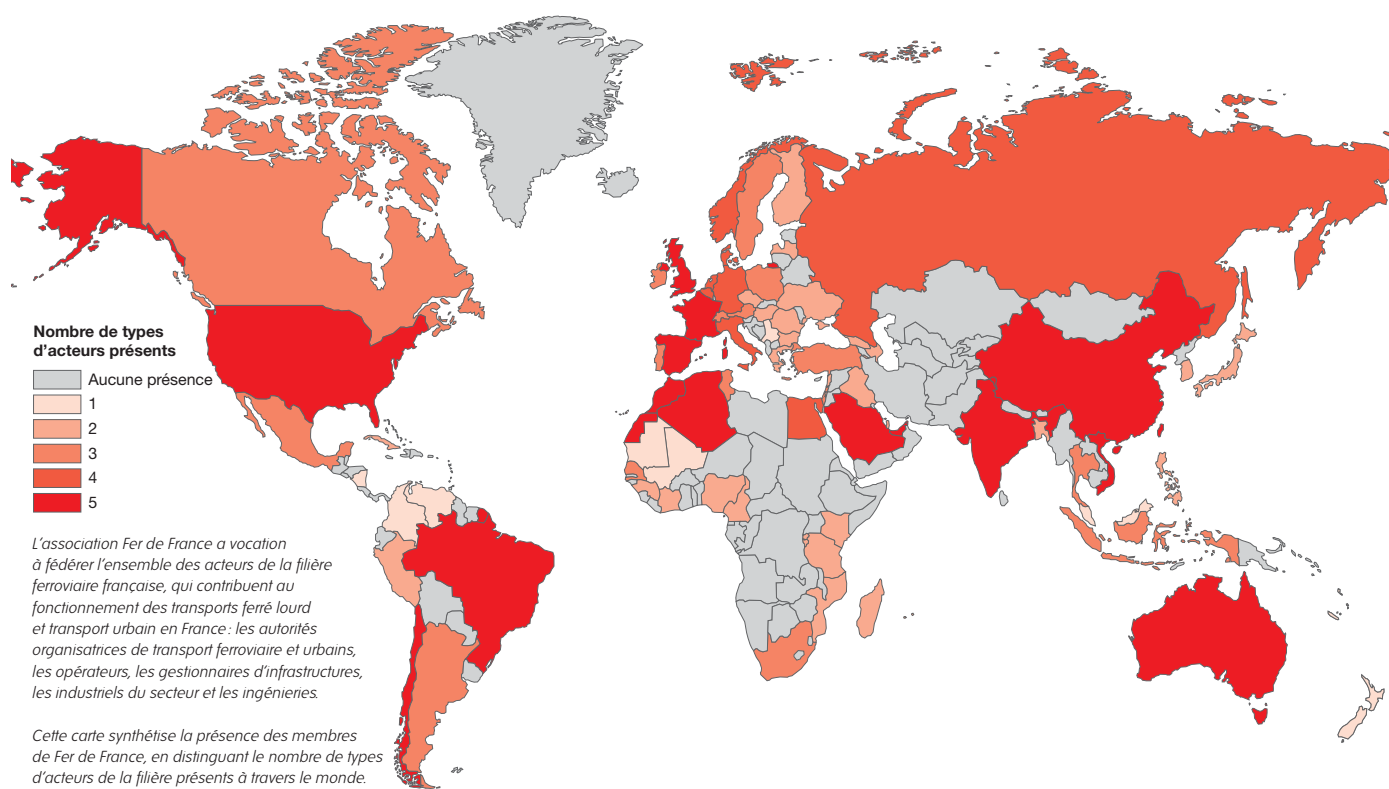 Nombre de types
d’acteurs présents
Aucune présence
1
2
3
4
5
L’association Fer de France a vocation
à fédérer l’ensemble des acteurs de la filière
ferroviaire française, qui contribuent au
fonctionnement des transports ferré lourd
et transport urbain en France : les autorités
organisatrices de transport ferroviaire et urbains,
les opérateurs, les gestionnaires d’infrastructures,
les industriels du secteur et les ingénieries.
Cette carte synthétise la présence des membres
de Fer de France, en distinguant le nombre de types
d’acteurs de la filière présents à travers le monde.